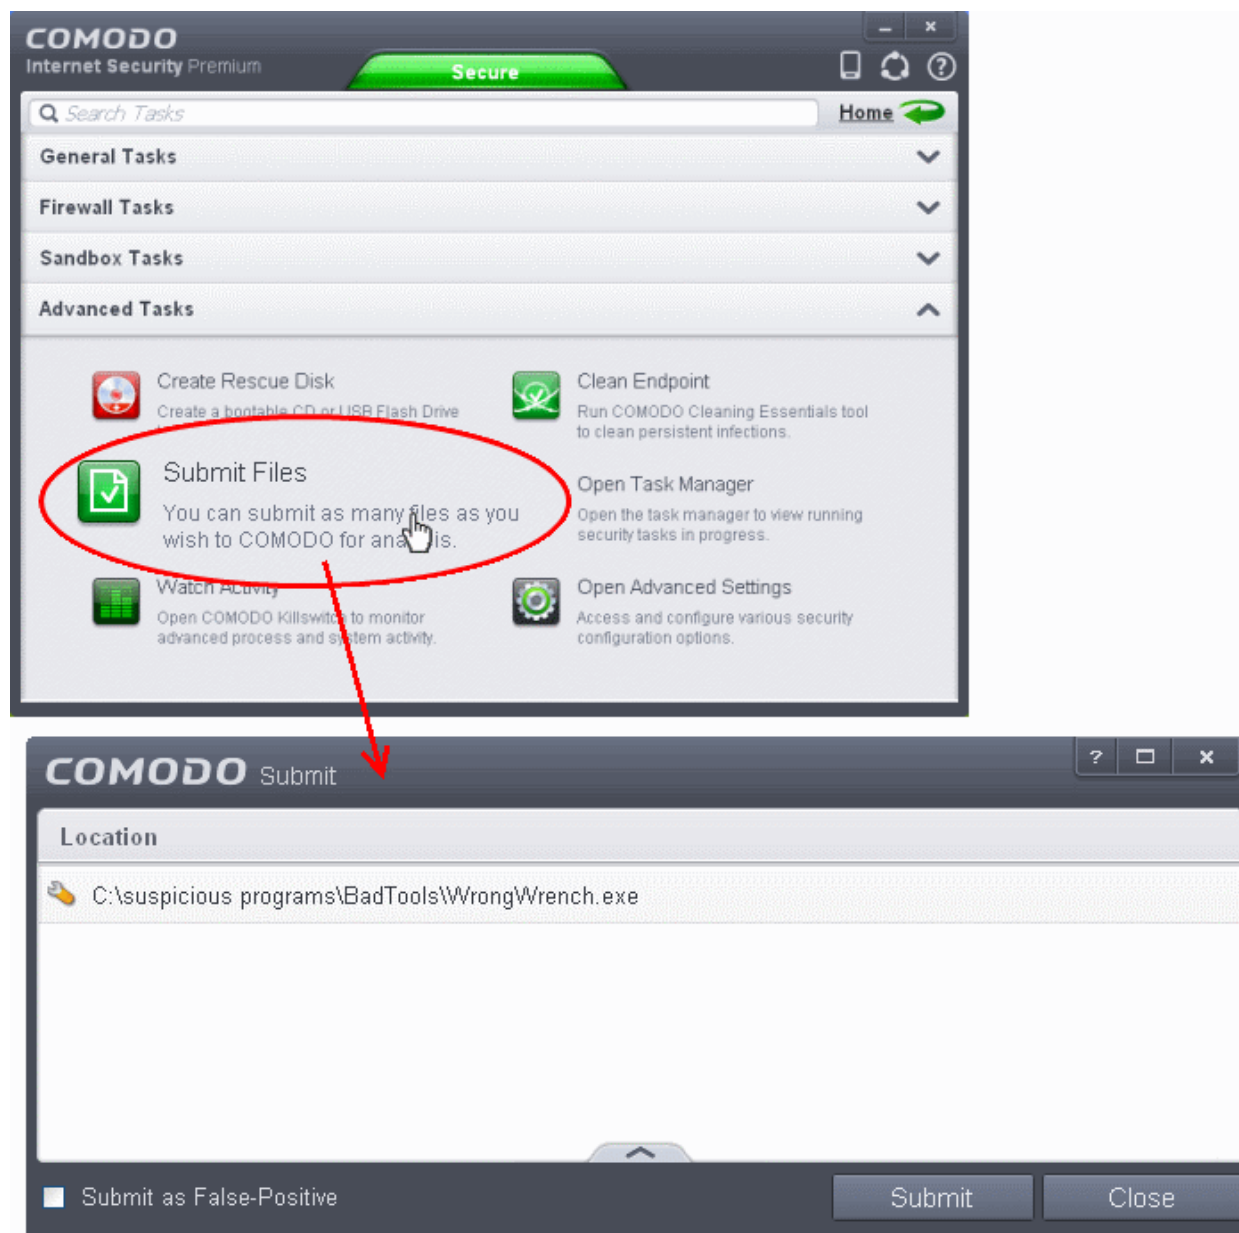 COMODO
Internet Security Premium
Secure
Search Tasks
Home
General Tasks
Firewall Tasks
Sandbox Tasks
Advanced Tasks
Create Rescue Disk
Create a bootable CD or USB Flash Drive
Clean Endpoint
Run COMODO Cleaning Essentials tool
to clean persistent infections.
Submit Files
You can submit as many files as you
wish to COMODO for analysis.
Open Task Manager
Open the task manager to view running
security tasks in progress.
Watch Activity
Open COMODO Killswitch to monitor
advanced process and system activity.
Open Advanced Settings
Access and configure various security
configuration options.
COMODO Submit
Location
C:\suspicious programs\BadTools\WrongWrench.exe
Submit as False-Positive
Submit
Close